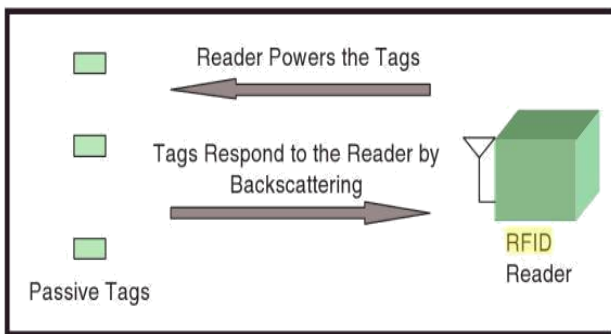 Reader Powers the Tags
Tags Respond to the Reader by
Backscattering
RFID
Reader
Passive Tags